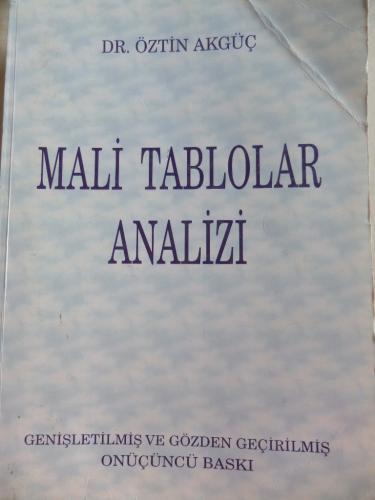 DR. ÖZTİN AKGÜÇ
MALİ TABLOLAR
ANALİZİ
GENİŞLETİLMİŞ VE GÖZDEN GEÇİRİLMİŞ
ONÜÇÜNCÜ BASKI